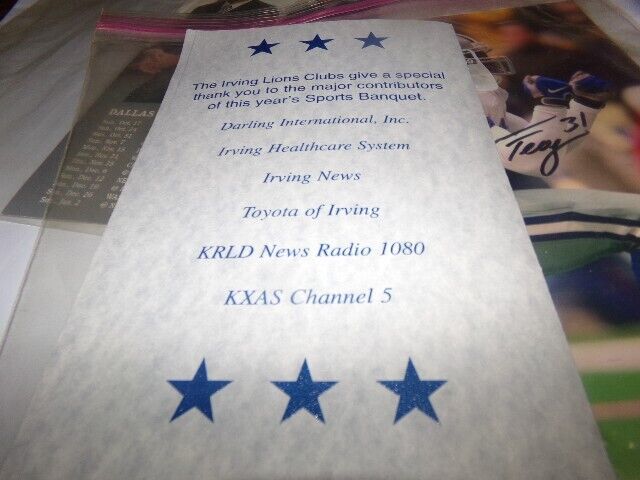 The Irving Lions Clubs give a special
thank you to the major contributors
of this year's Sports Banquet.
Darling International, Inc.
Irving Healthcare System
Irving News
Toyota of Irving
KRLD News Radio 1080
KXAS Channel 5
DALLAS
31